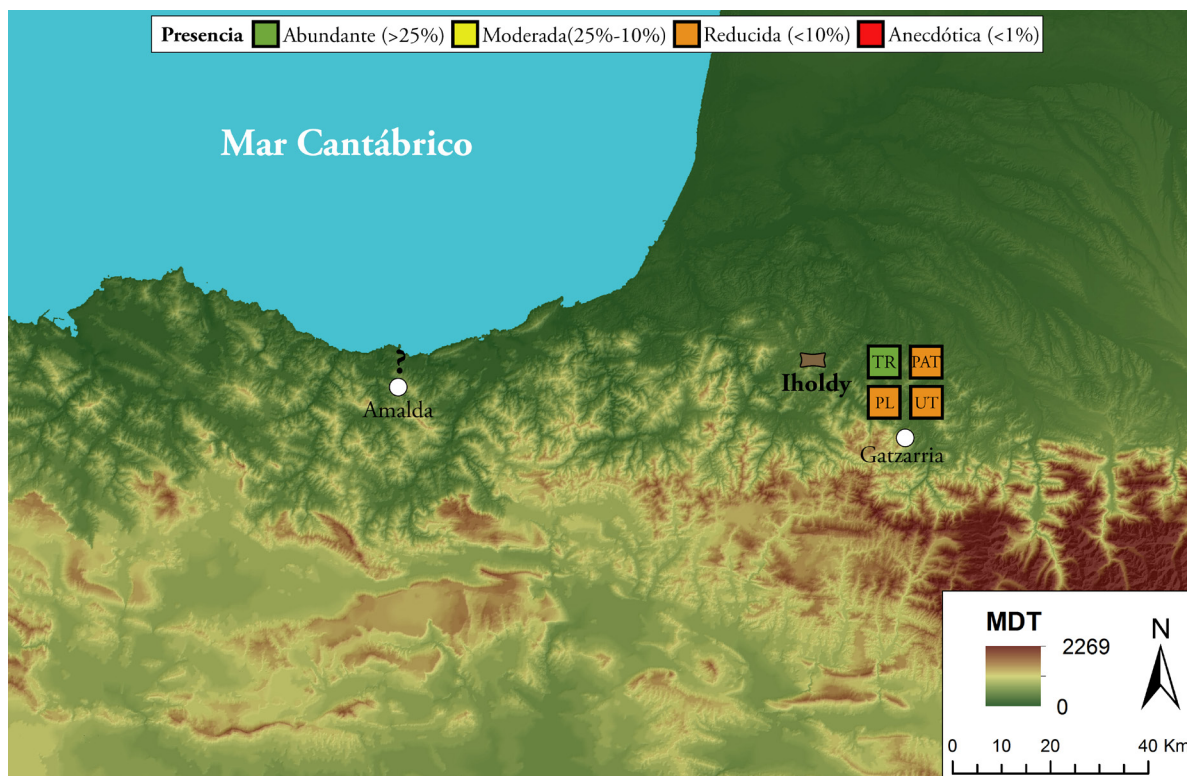 Presencia Abundante (>25%) Moderada(25%-10%) Reducida (<10%) Anecdótica (<1%)
Mar Cantábrico
?
Amalda
Iholdy
TR PAT
PL UT
Gatzarria
MDT
2269
0
N
0 10 20 40 Km